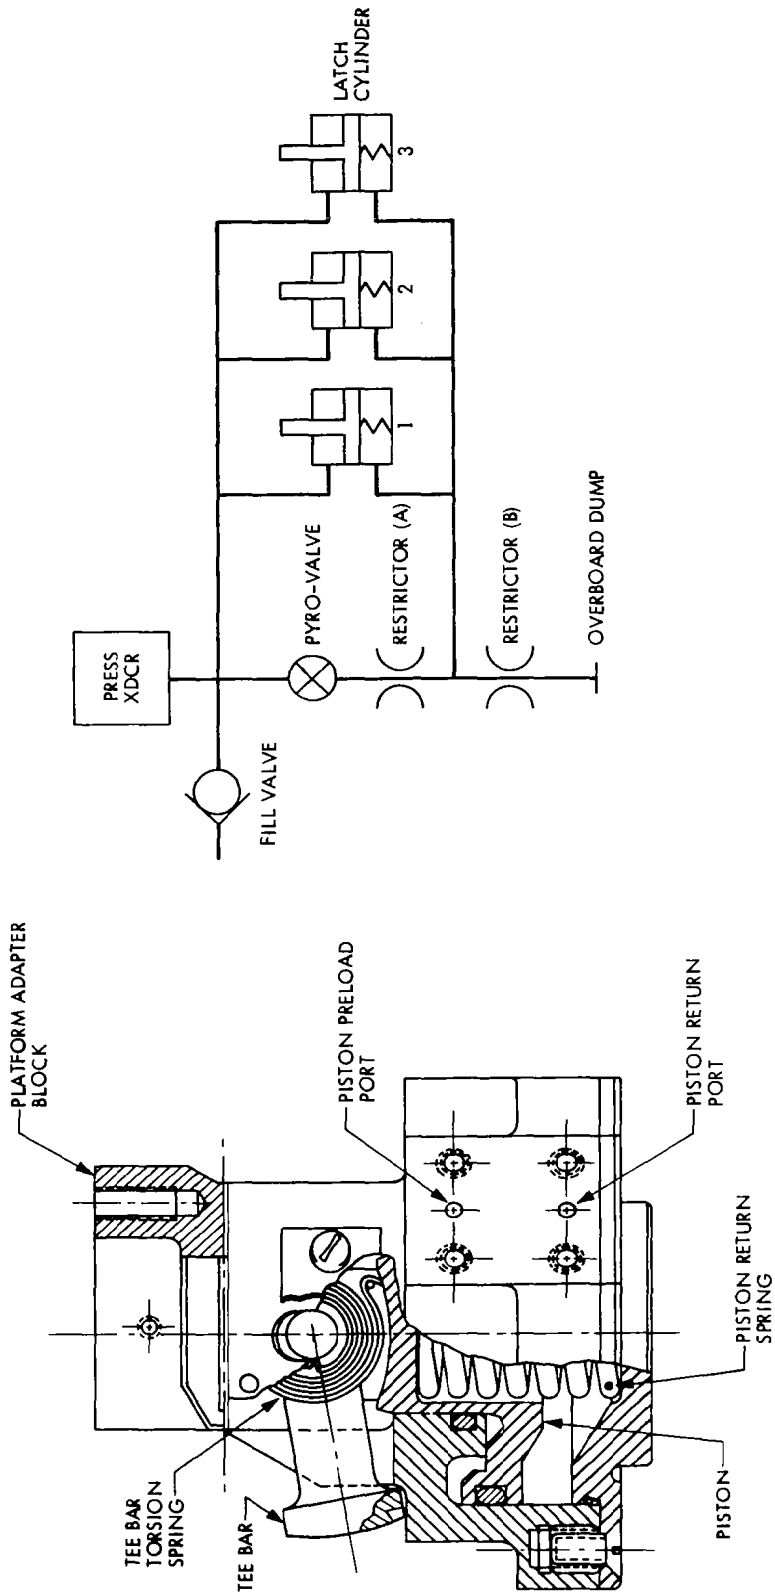 PLATFORM ADAPTER
BLOCK
PISTON PRELOAD
PORT
PISTON RETURN
PORT
PISTON RETURN
SPRING
PISTON
TEE BAR
TEE BAR
TORSION
SPRING
PRESS
XDCR
FILL VALVE
PYRO-VALVE
RESTRICTOR (A)
RESTRICTOR (B)
OVERBOARD DUMP
1
2
3
LATCH
CYLINDER